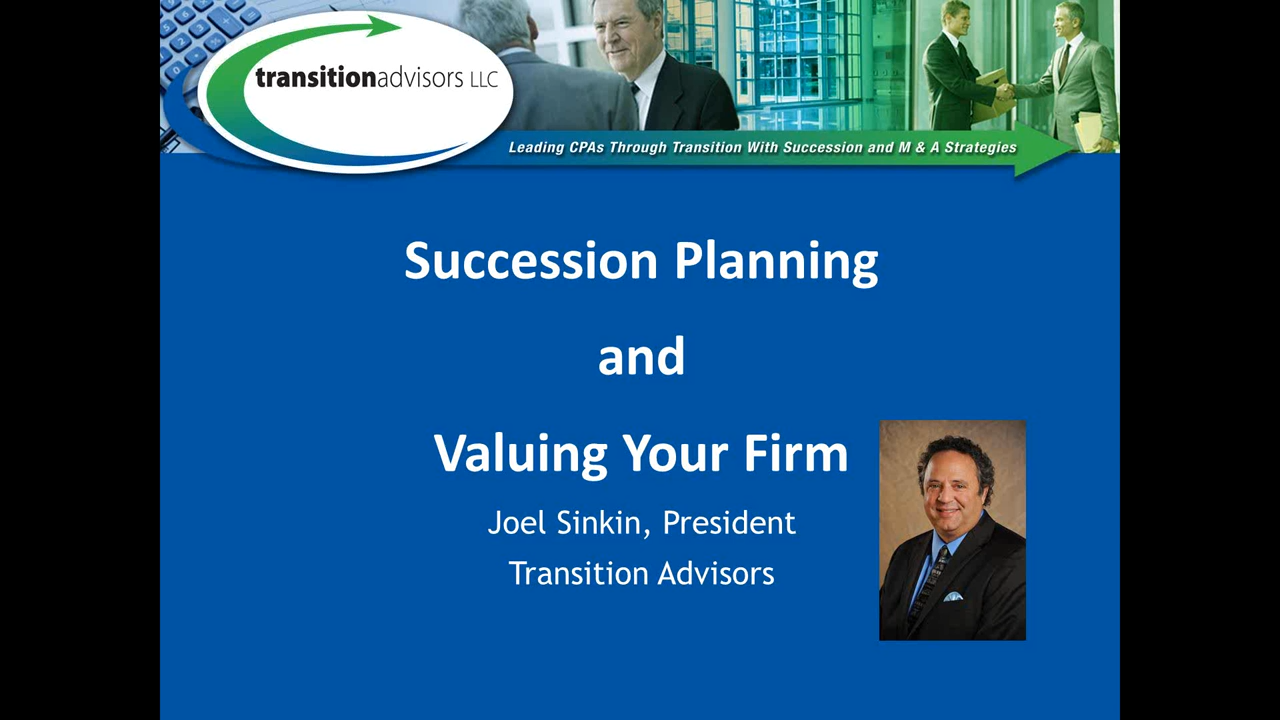 transitionadvisors LLC
Leading CPAs Through Transition With Succession and M & A Strategies
Succession Planning
and
Valuing Your Firm
Joel Sinkin, President
Transition Advisors